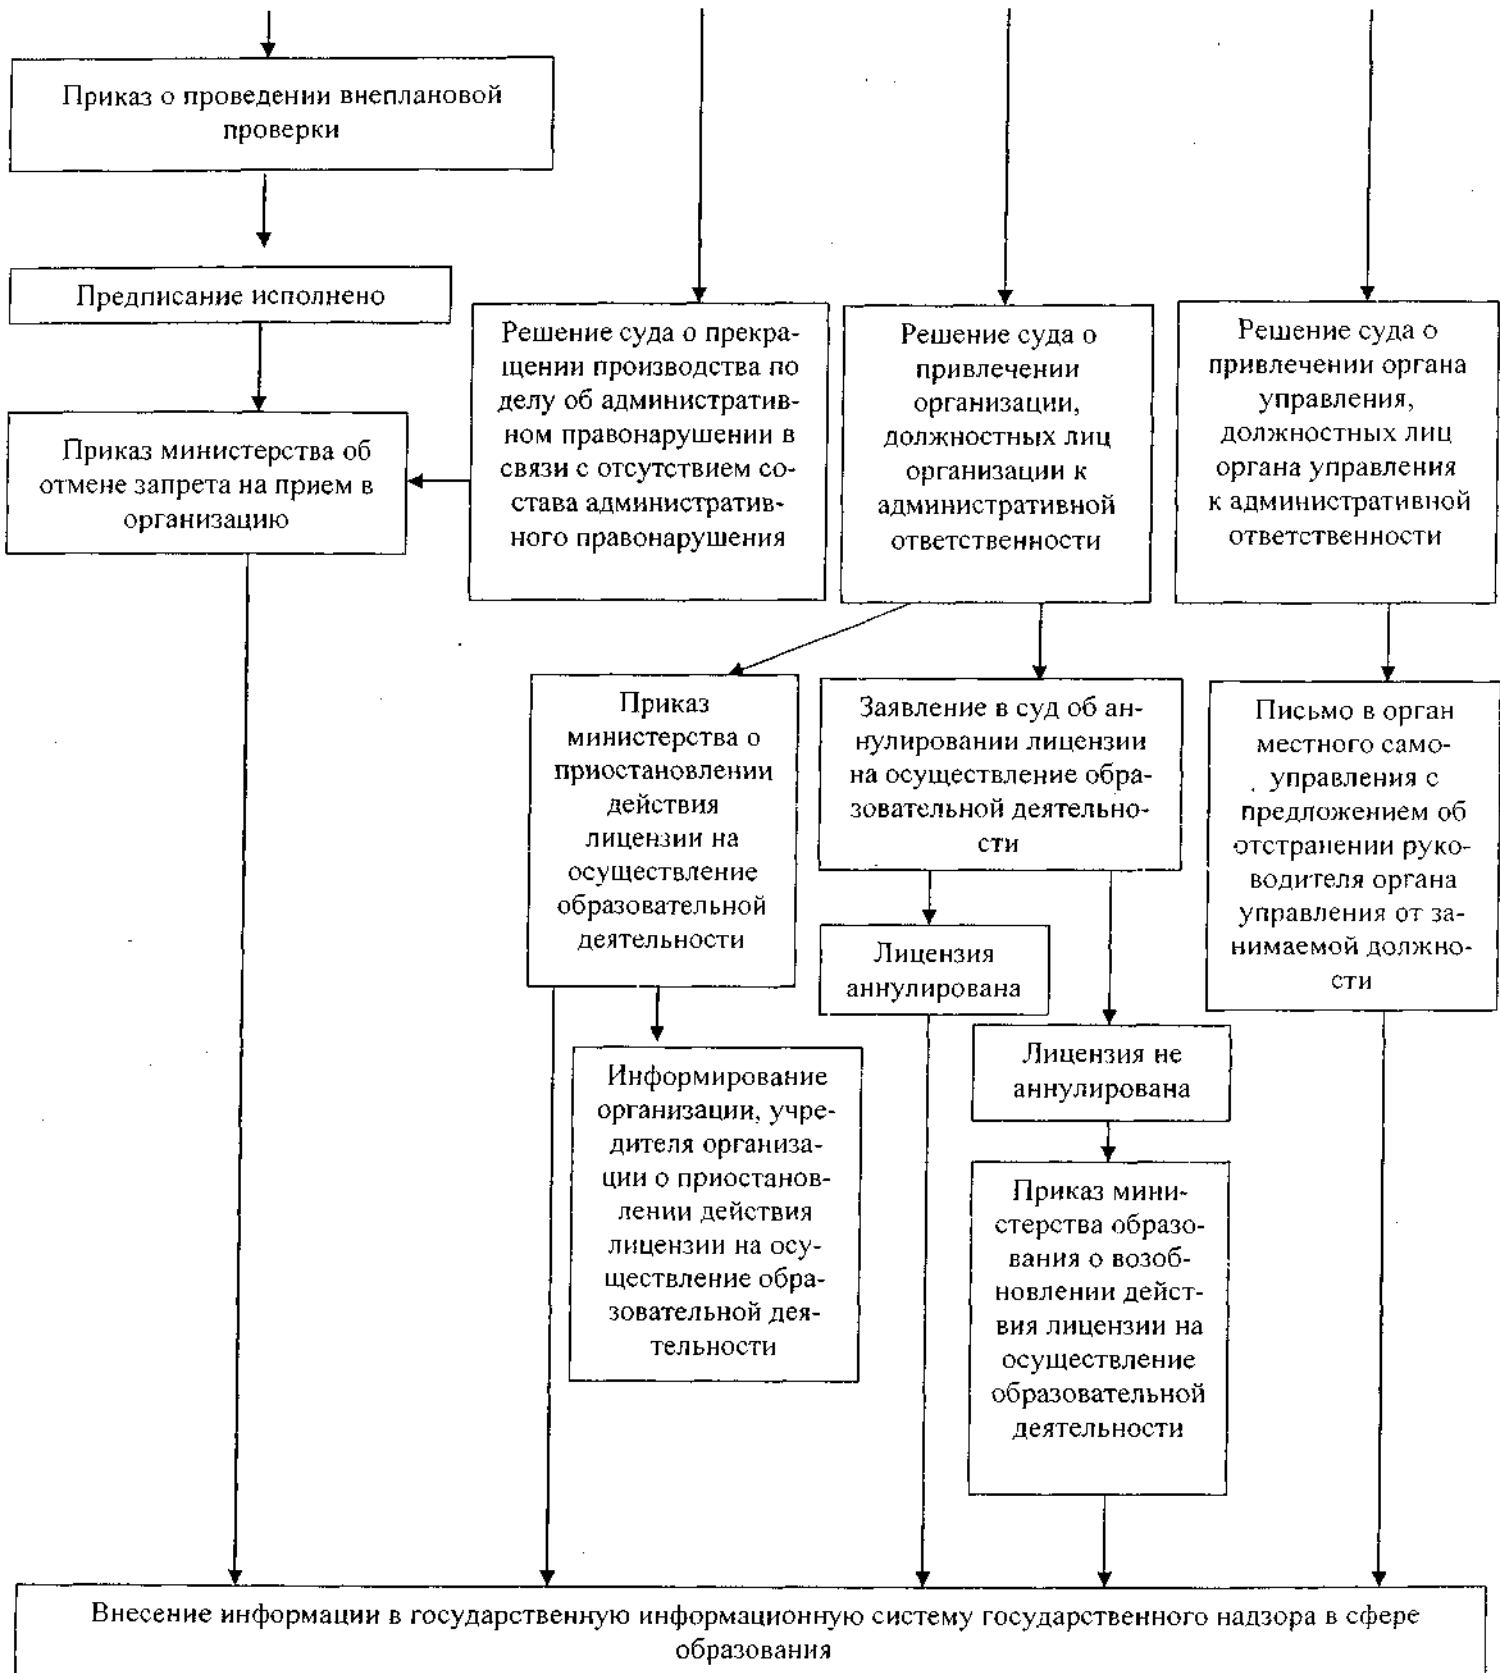 Приказ о проведении внеплановой
проверки
Предписание исполнено
Приказ министерства об
отмене запрета на прием в
организацию
Решение суда о прекра-
щении производства по
делу об административ-
ном правонарушении в
связи с отсутствием со-
става административ-
ного правонарушения
Решение суда о
привлечении
организации,
должностных лиц
организации к
административной
ответственности
Решение суда о
привлечении органа
управления,
должностных лиц
органа управления
к административной
ответственности
Приказ
министерства о
приостановлении
действия
лицензии на
осуществление
образовательной
деятельности
Заявление в суд об ан-
нулировании лицензии
на осуществление обра-
зовательной деятельно-
сти
Письмо в орган
местного само-
управления с
предложением об
отстранении руко-
водителя органа
управления от за-
нимаемой должно-
сти
Лицензия
аннулирована
Лицензия не
аннулирована
Информирование
организации, учре-
дителя организа-
ции о приостанов-
лении действия
лицензии на осу-
ществление обра-
зовательной дея-
тельности
Приказ мини-
стерства образо-
вания о возоб-
новлении дейст-
вия лицензии на
осуществление
образовательной
деятельности
Внесение информации в государственную информационную систему государственного надзора в сфере
образования